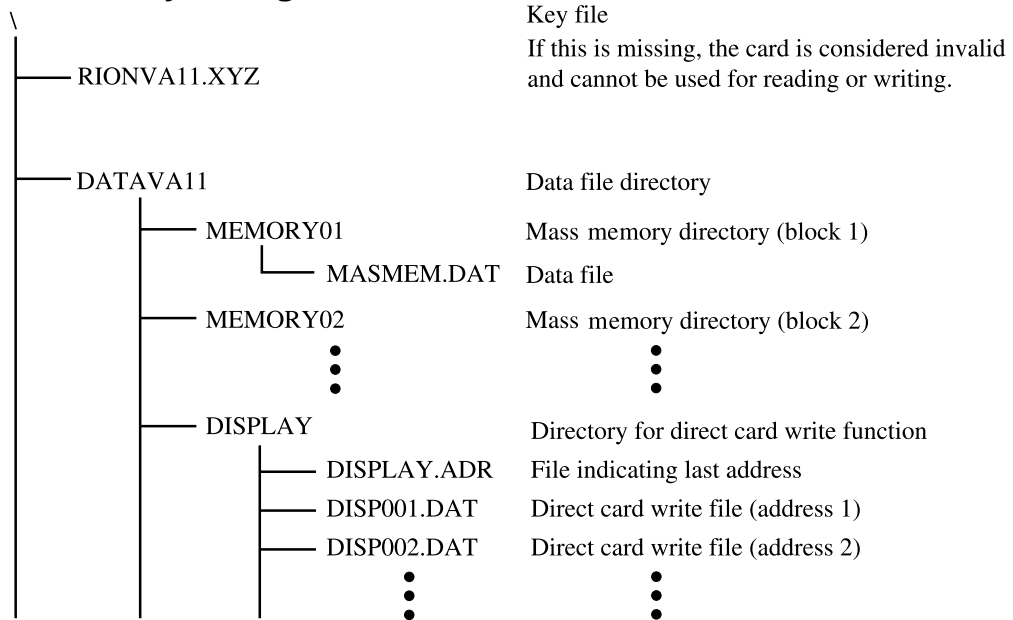 \ Key file
If this is missing, the card is considered invalid
RIONVA11.XYZ and cannot be used for reading or writing.
DATAVA11 Data file directory
MEMORY01 Mass memory directory (block 1)
MASMEM.DAT Data file
MEMORY02 Mass memory directory (block 2)
DISPLAY Directory for direct card write function
DISPLAY.ADR File indicating last address
DISP001.DAT Direct card write file (address 1)
DISP002.DAT Direct card write file (address 2)